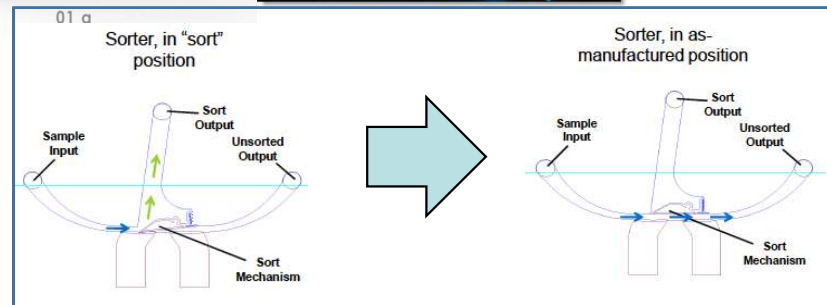 01 a
Sorter, in “sort”
position
Sort
Output
Sample
Input
Unsorted
Output
Sort
Mechanism
Sorter, in as-
manufactured position
Sort
Output
Sample
Input
Unsorted
Output
Sort
Mechanism